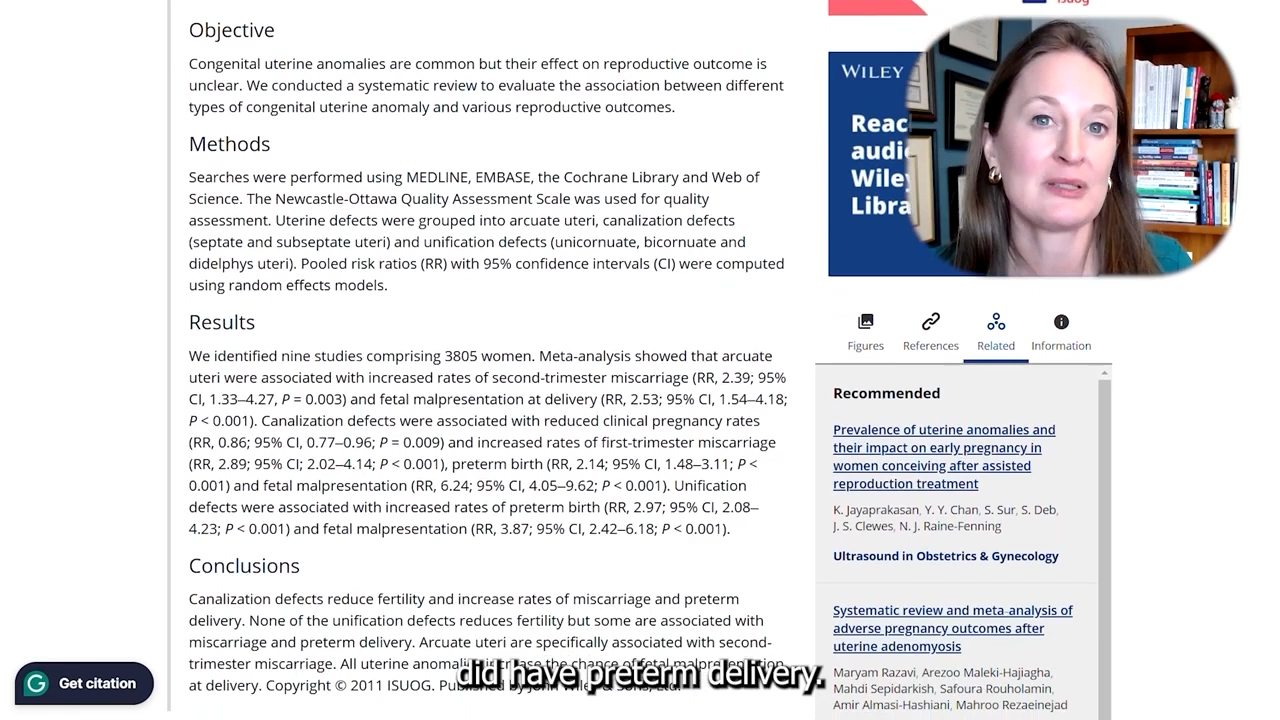 Objective
Congenital uterine anomalies are common but their effect on reproductive outcome is
unclear. We conducted a systematic review to evaluate the association between different
types of congenital uterine anomaly and various reproductive outcomes.
Methods
Searches were performed using MEDLINE, EMBASE, the Cochrane Library and Web of
Science. The Newcastle-Ottawa Quality Assessment Scale was used for quality
assessment. Uterine defects were grouped into arcuate uteri, canalization defects
(septate and subseptate uteri) and unification defects (unicornuate, bicornuate and
didelphys uteri). Pooled risk ratios (RR) with 95% confidence intervals (CI) were computed
using random effects models.
Results
We identified nine studies comprising 3805 women. Meta-analysis showed that arcuate
uteri were associated with increased rates of second-trimester miscarriage (RR, 2.39; 95%
CI, 1.33–4.27, P = 0.003) and fetal malpresentation at delivery (RR, 2.53; 95% CI, 1.54–4.18;
P < 0.001). Canalization defects were associated with reduced clinical pregnancy rates
(RR, 0.86; 95% CI, 0.77–0.96; P = 0.009) and increased rates of first-trimester miscarriage
(RR, 2.89; 95% CI; 2.02–4.14; P < 0.001), preterm birth (RR, 2.14; 95% CI, 1.48–3.11; P <
0.001) and fetal malpresentation (RR, 6.24; 95% CI, 4.05–9.62; P < 0.001). Unification
defects were associated with increased rates of preterm birth (RR, 2.97; 95% CI, 2.08–
4.23; P < 0.001) and fetal malpresentation (RR, 3.87; 95% CI, 2.42–6.18; P < 0.001).
Conclusions
Canalization defects reduce fertility and increase rates of miscarriage and preterm
delivery. None of the unification defects reduces fertility but some are associated with
miscarriage and preterm delivery. Arcuate uteri are specifically associated with second-
trimester miscarriage. All uterine the chance of
at delivery. Copyright © 2011 ISUOG. Published
did have preterm delivery.
Get citation
isuog
WILEY
Reac
audi
Wile
Libra
Figures
References
Related
Information
Recommended
Prevalence of uterine anomalies and
their impact on early pregnancy in
women conceiving after assisted
reproduction treatment
K. Jayaprakasan, Y. Y. Chan, S. Sur, S. Deb,
J. S. Clewes, N. J. Raine-Fenning
Ultrasound in Obstetrics & Gynecology
Systematic review and meta-analysis of
adverse pregnancy outcomes after
uterine adenomyosis
Maryam Razavi, Arezoo Maleki-Hajiagha,
Mahdi Sepidarkish, Safoura Rouholamin,
Amir Almasi-Hashiani, Mahroo Rezaeinejad